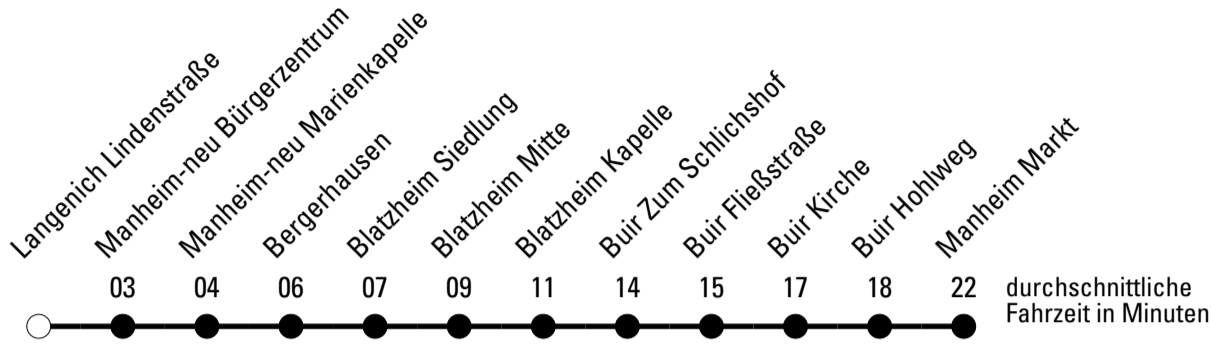 Langenich Lindenstraße
Manheim-neu Bürgerzentrum
Manheim-neu Marienkapelle
Bergerhausen
Blatzheim Siedlung
Blatzheim Mitte
Blatzheim Kapelle
Buir Zum Schlichshof
Buir Fließstraße
Buir Kirche
Buir Hohlweg
Manheim Markt
03 04 06 07 09 11 14 15 17 18 22
durchschnittliche
Fahrzeit in Minuten